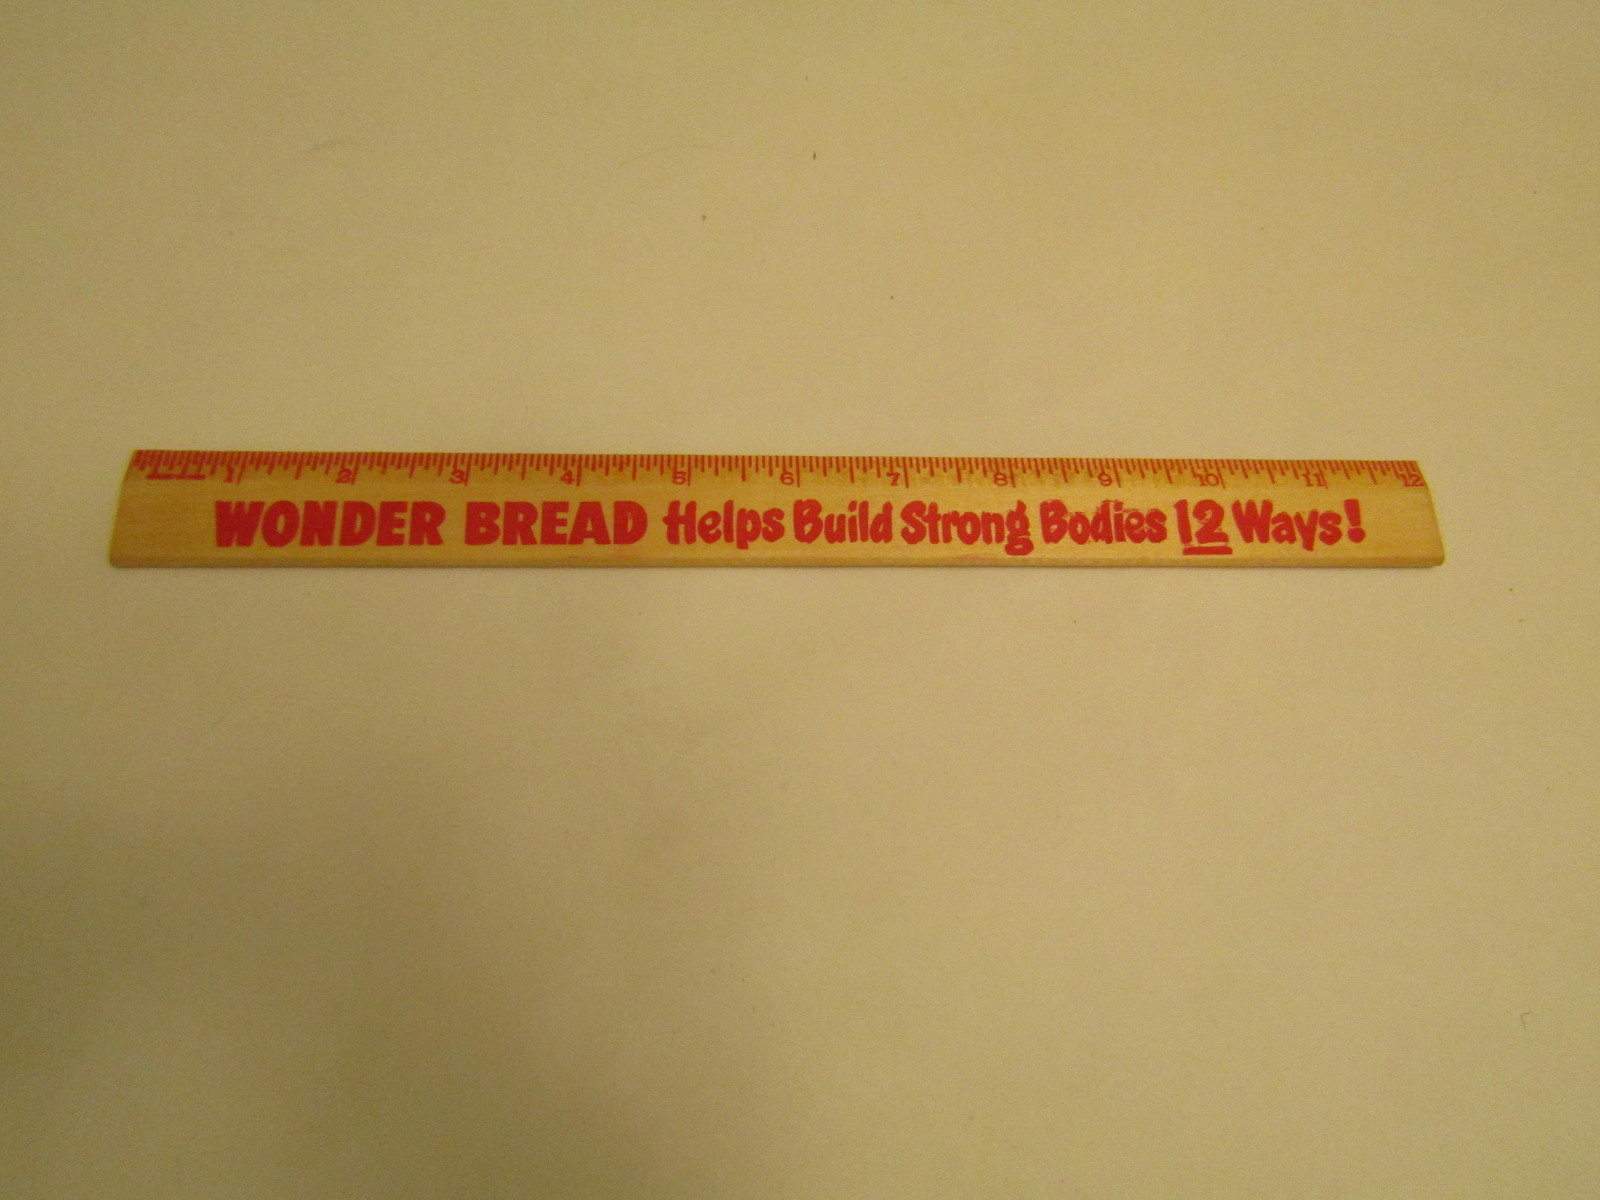 1 2 3 4 5 6 7 8 9 10 11 12
WONDER BREAD Helps Build Strong Bodies 12 Ways!